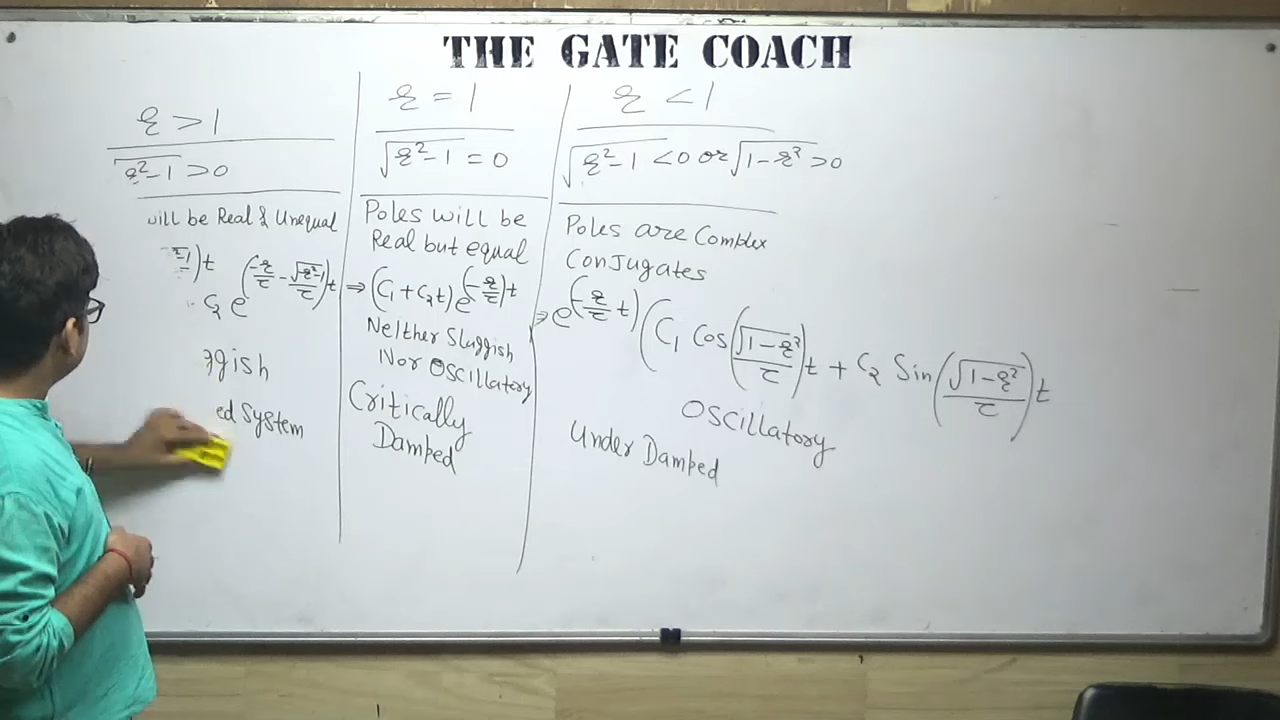 THE GATE COACH
ξ > 1
√ξ²-1 > 0
will be Real & Unequal
C₂ e^(-ξ/τ - √ξ²-1/τ)t
ggish
ed System
ξ = 1
√ξ²-1 = 0
Poles will be
Real but equal
⇒ (C₁ + C₂t) e^(-ξ/τ)t
Neither Sluggish
Nor Oscillatory
Critically
Damped
ξ < 1
√ξ²-1 < 0 or √1-ξ² > 0
Poles are Complex
Conjugates
⇒ e^(-ξ/τ t) (C₁ Cos(√1-ξ²/τ)t + C₂ Sin(√1-ξ²/τ)t
Oscillatory
Under Damped